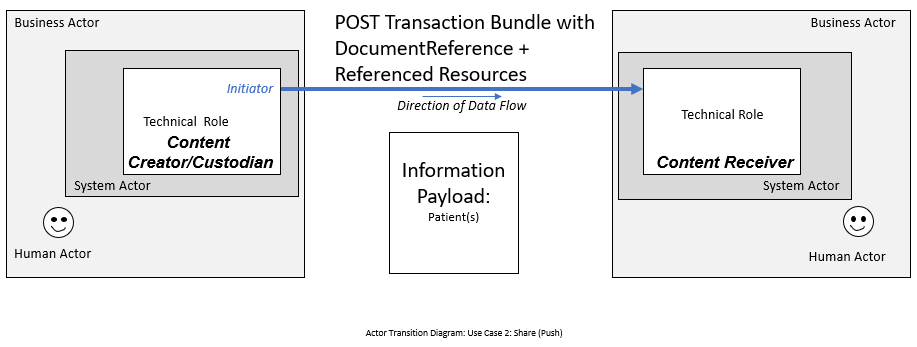 Business Actor
POST Transaction Bundle with
DocumentReference +
Referenced Resources
Business Actor
Initiator
Direction of Data Flow
Technical Role
Content
Creator/Custodian
System Actor
Human Actor
Information
Payload:
Patient(s)
Technical Role
Content Receiver
System Actor
Human Actor
Actor Transition Diagram: Use Case 2: Share (Push)